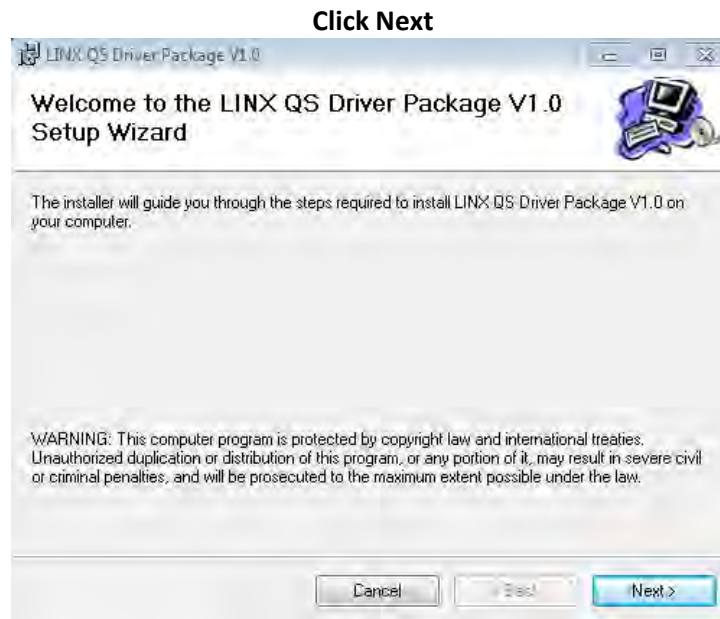 Click Next
LINX QS Driver Package V1.0
Welcome to the LINX QS Driver Package V1.0
Setup Wizard
The installer will guide you through the steps required to install LINX QS Driver Package V1.0 on
your computer.
WARNING: This computer program is protected by copyright law and international treaties.
Unauthorized duplication or distribution of this program, or any portion of it, may result in severe civil
or criminal penalties, and will be prosecuted to the maximum extent possible under the law.
Cancel
< Back
Next >